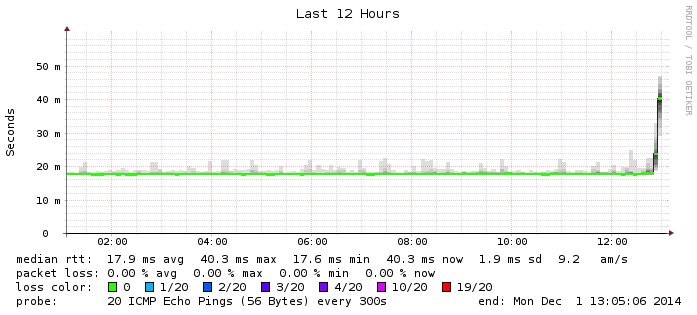 Last 12 Hours
RRDTOOL / TOBI OETIKER
Seconds
50 m
40 m
30 m
20 m
10 m
0
02:00 04:00 06:00 08:00 10:00 12:00
median rtt: 17.9 ms avg 40.3 ms max 17.6 ms min 40.3 ms now 1.9 ms sd 9.2 am/s
packet loss: 0.00 % avg 0.00 % max 0.00 % min 0.00 % now
loss color: 0 1/20 2/20 3/20 4/20 10/20 19/20
probe: 20 ICMP Echo Pings (56 Bytes) every 300s end: Mon Dec 1 13:05:06 2014